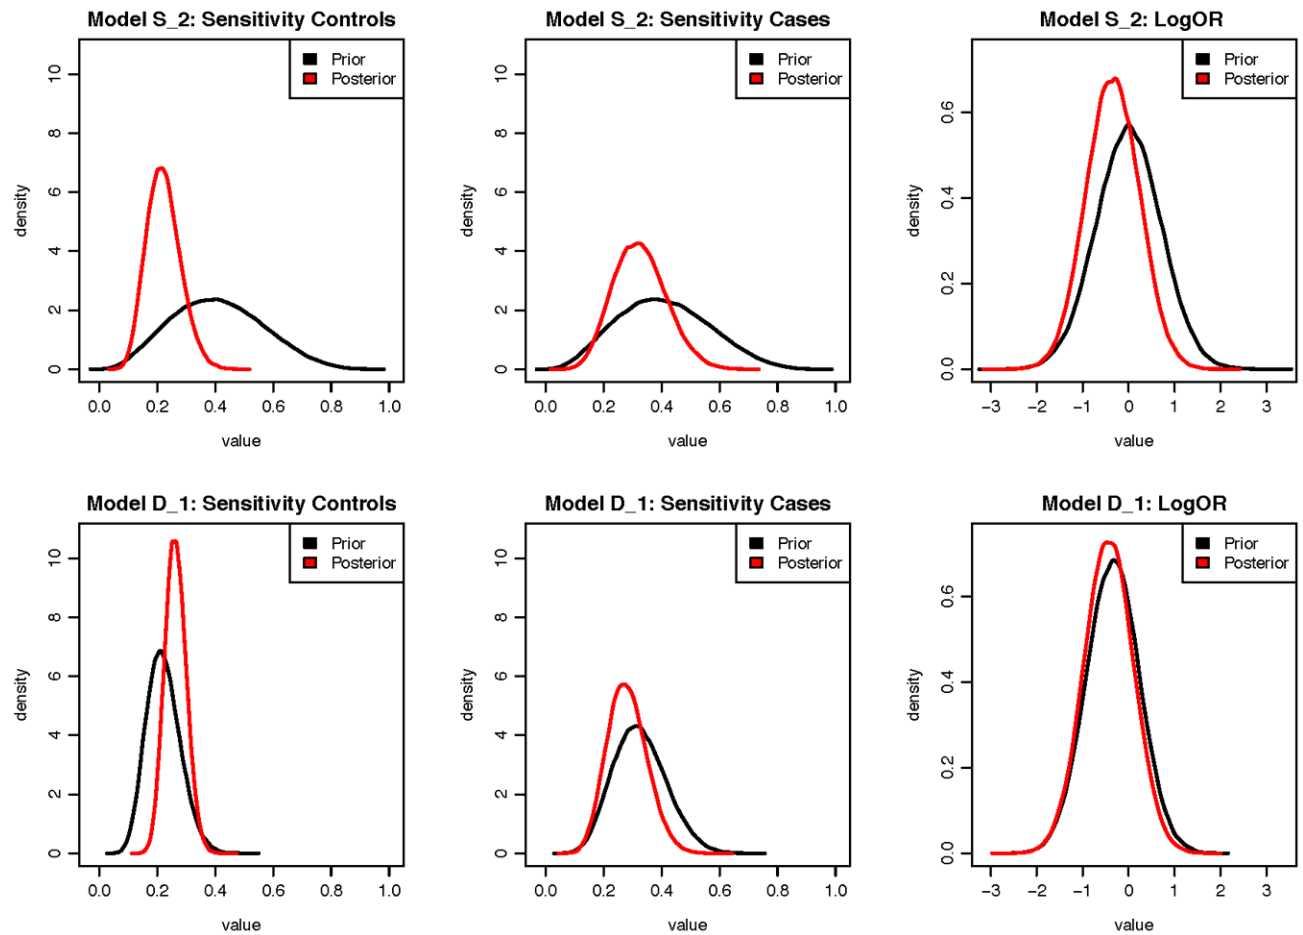 Model S_2: Sensitivity Controls
Prior
Posterior
density
0
2
4
6
8
10
0.0 0.2 0.4 0.6 0.8 1.0
value
Model S_2: Sensitivity Cases
Prior
Posterior
density
0
2
4
6
8
10
0.0 0.2 0.4 0.6 0.8 1.0
value
Model S_2: LogOR
Prior
Posterior
density
0.0
0.2
0.4
0.6
−3 −2 −1 0 1 2 3
value
Model D_1: Sensitivity Controls
Prior
Posterior
density
0
2
4
6
8
10
0.0 0.2 0.4 0.6 0.8 1.0
value
Model D_1: Sensitivity Cases
Prior
Posterior
density
0
2
4
6
8
10
0.0 0.2 0.4 0.6 0.8 1.0
value
Model D_1: LogOR
Prior
Posterior
density
0.0
0.2
0.4
0.6
−3 −2 −1 0 1 2 3
value